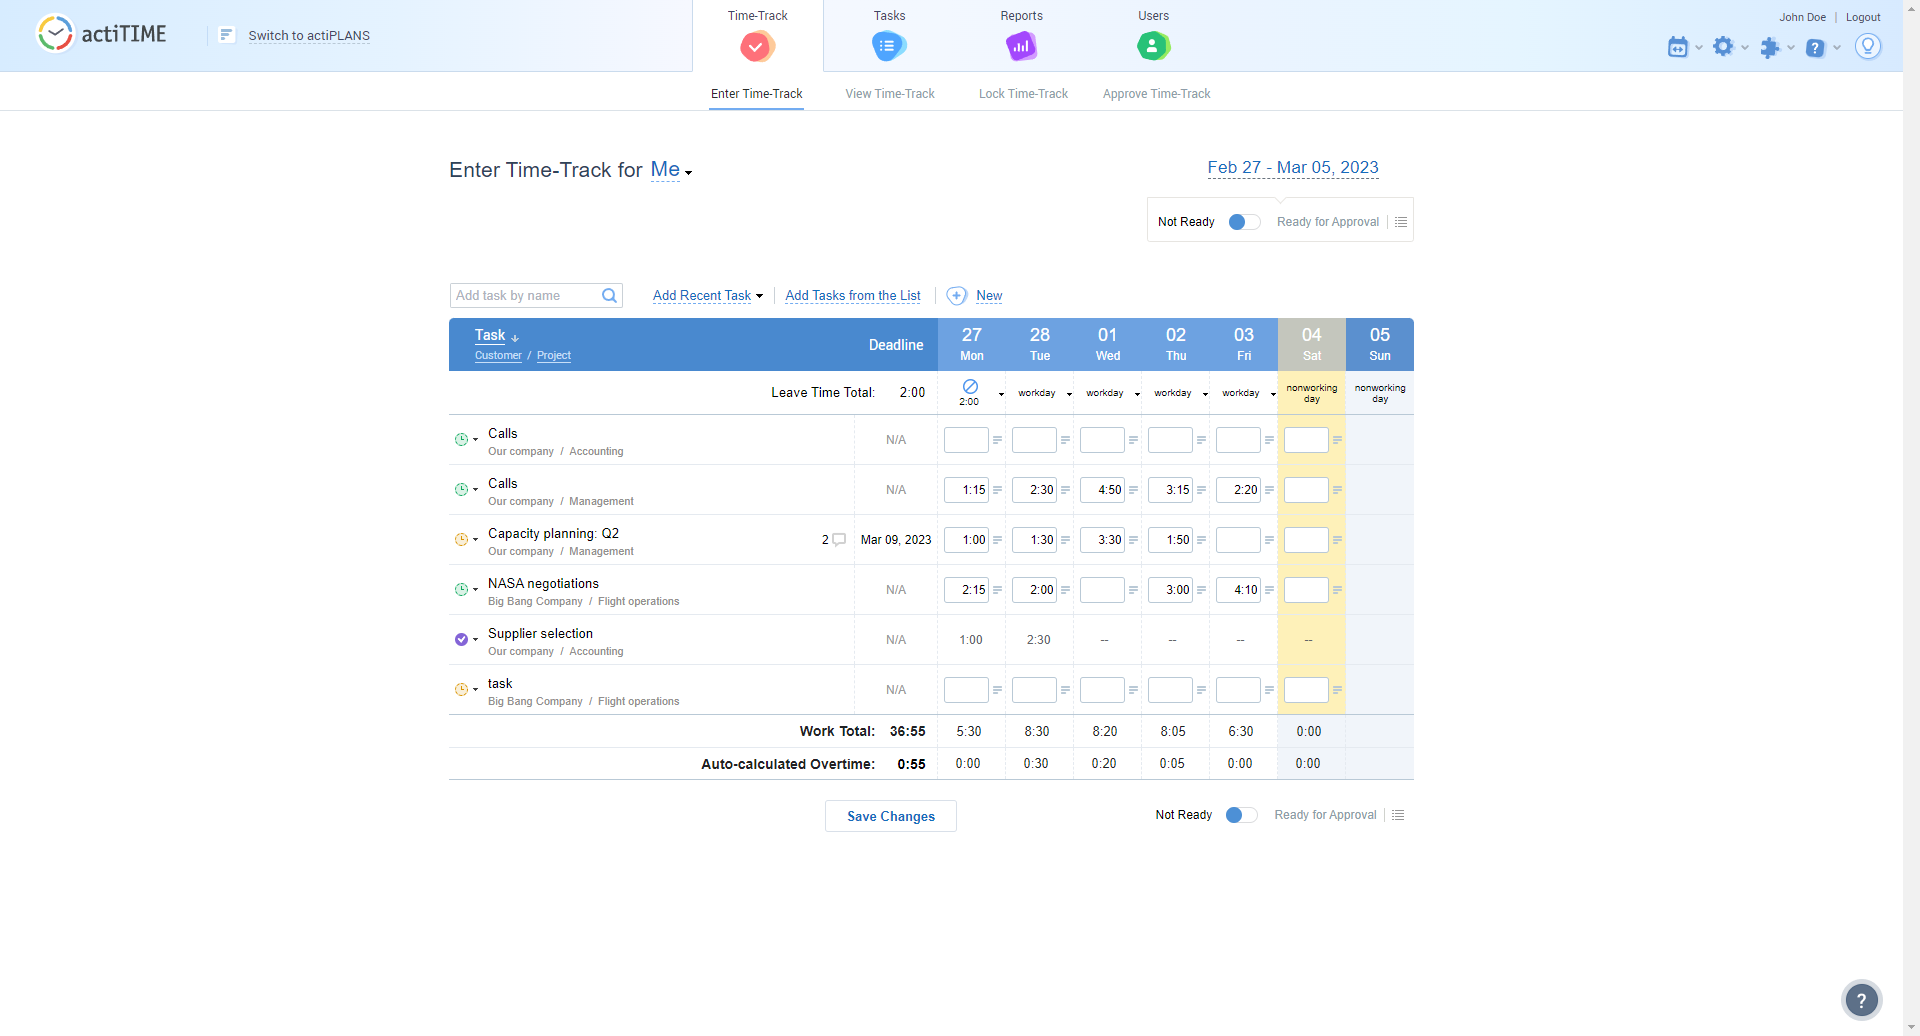 actiTIME
Switch to actiPLANS
Time-Track
Tasks
Reports
Users
John Doe
Logout
Enter Time-Track
View Time-Track
Lock Time-Track
Approve Time-Track
Enter Time-Track for Me
Feb 27 - Mar 05, 2023
Not Ready
Ready for Approval
Add task by name
Add Recent Task
Add Tasks from the List
New
Task
Customer / Project
Deadline
27 Mon
28 Tue
01 Wed
02 Thu
03 Fri
04 Sat
05 Sun
Leave Time Total: 2:00
2:00
workday
workday
workday
workday
nonworking day
nonworking day
Calls
Our company / Accounting
N/A
Calls
Our company / Management
N/A 1:15 2:30 4:50 3:15 2:20
Capacity planning: Q2
Our company / Management
2 Mar 09, 2023 1:00 1:30 3:30 1:50
NASA negotiations
Big Bang Company / Flight operations
N/A 2:15 2:00 3:00 4:10
Supplier selection
Our company / Accounting
N/A 1:00 2:30 -- -- -- --
task
Big Bang Company / Flight operations
N/A
Work Total: 36:55 5:30 8:30 8:20 8:05 6:30 0:00
Auto-calculated Overtime: 0:55 0:00 0:30 0:20 0:05 0:00 0:00
Save Changes
Not Ready
Ready for Approval
?